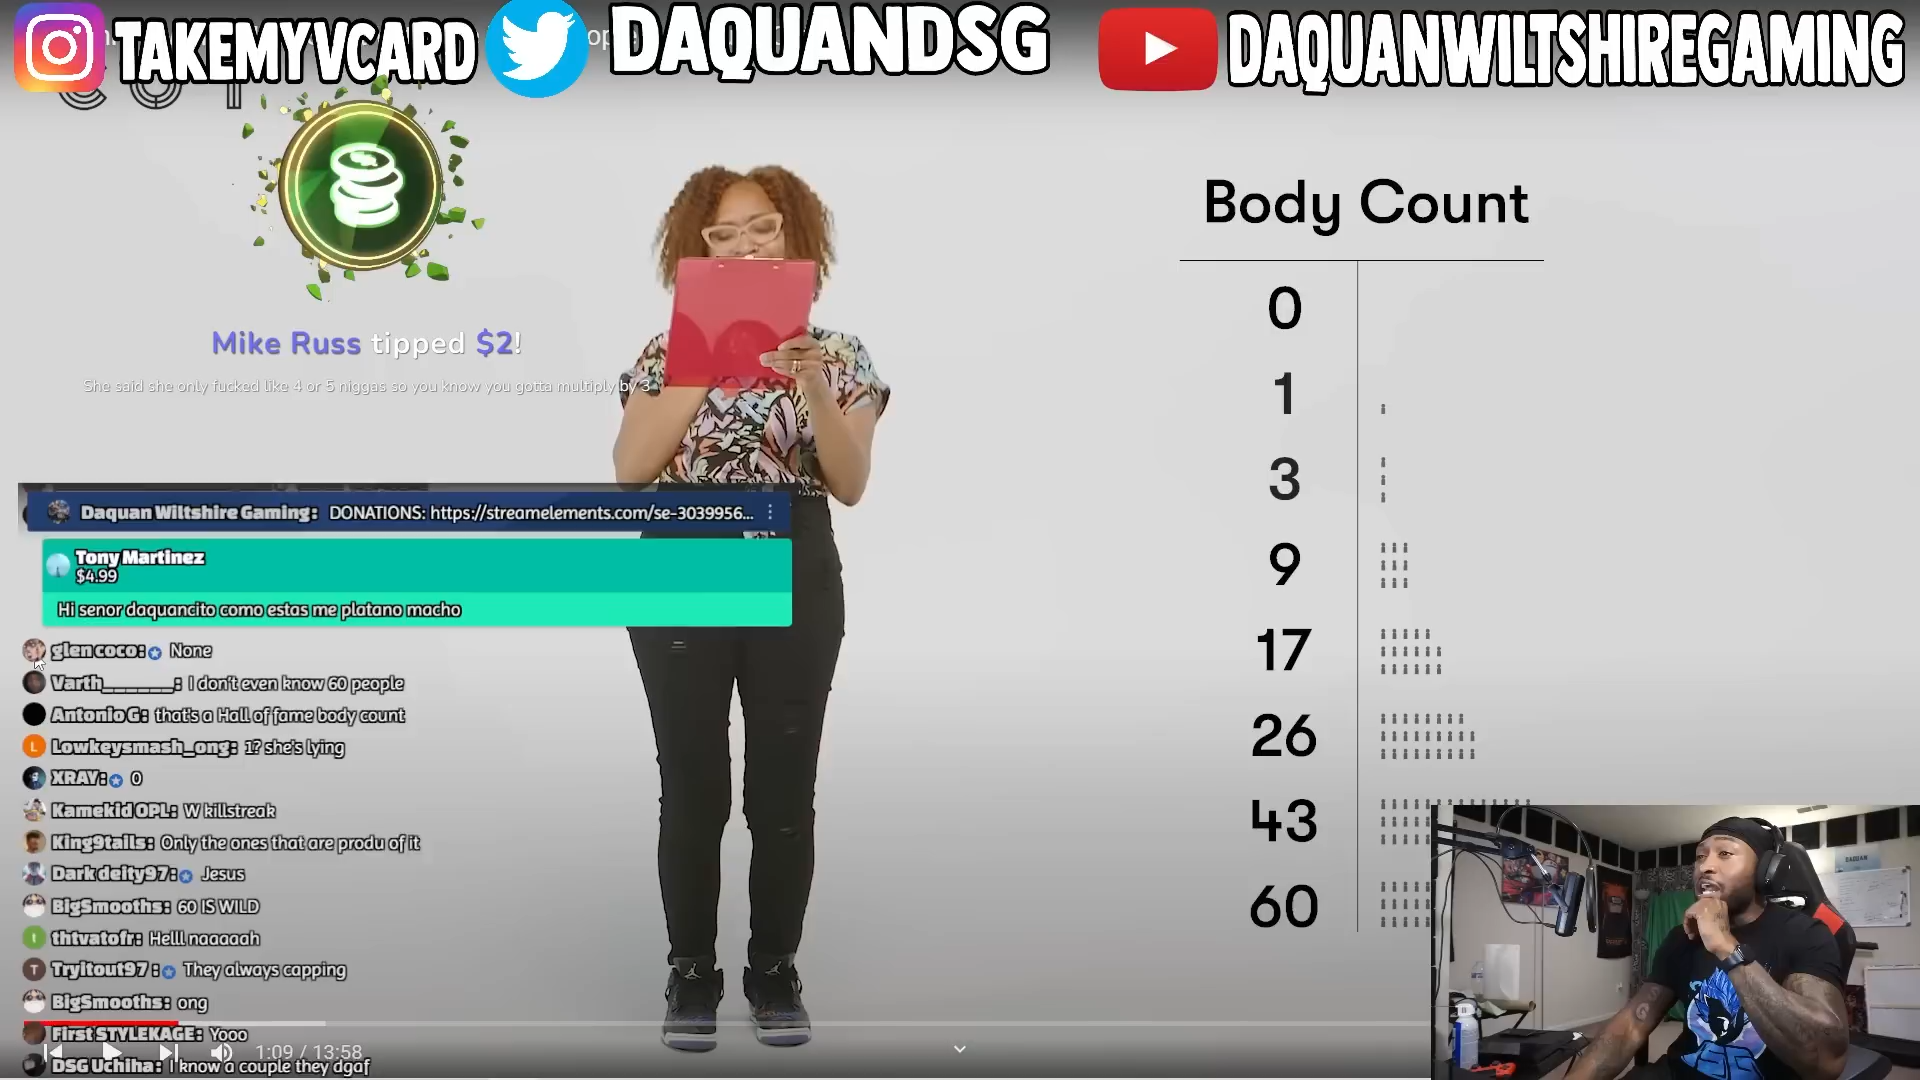 TAKEMYVCARD
DAQUANDSG
DAQUANWILTSHIREGAMING
CUT
Mike Russ tipped $2!
She said she only fucked like 4 or 5 niggas so you know you gotta multiply by 3
Body Count
0
1
3
9
17
26
43
60
Daquan Wiltshire Gaming: DONATIONS: https://streamelements.com/se-3039956...
Tony Martinez
$4.99
Hi senor daquancito como estas me platano macho
glen coco: None
Varth______: I don't even know 60 people
Antonio G: that's a Hall of fame body count
L Lowkeysmash_ong: 1? she's lying
XRAY: 0
Kamekid OPL: W killstreak
King9tails: Only the ones that are produ of it
Darkdeity97: Jesus
BigSmooths: 60 IS WILD
t thtvatofr: Helll naaaaah
T Tryitout97: They always capping
BigSmooths: ong
First STYLEKAGE: Yooo
1:09 / 13:58
DSG Uchiha: I know a couple they dgaf
DAQUAN